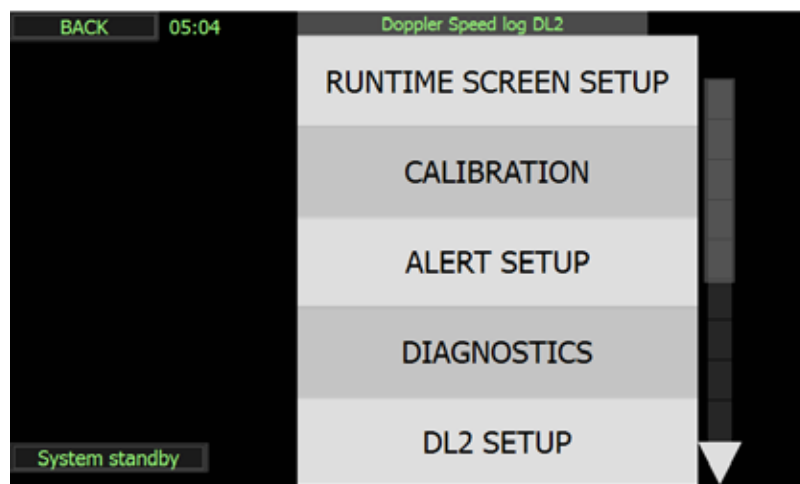 BACK 05:04 Doppler Speed log DL2
RUNTIME SCREEN SETUP
CALIBRATION
ALERT SETUP
DIAGNOSTICS
DL2 SETUP
System standby